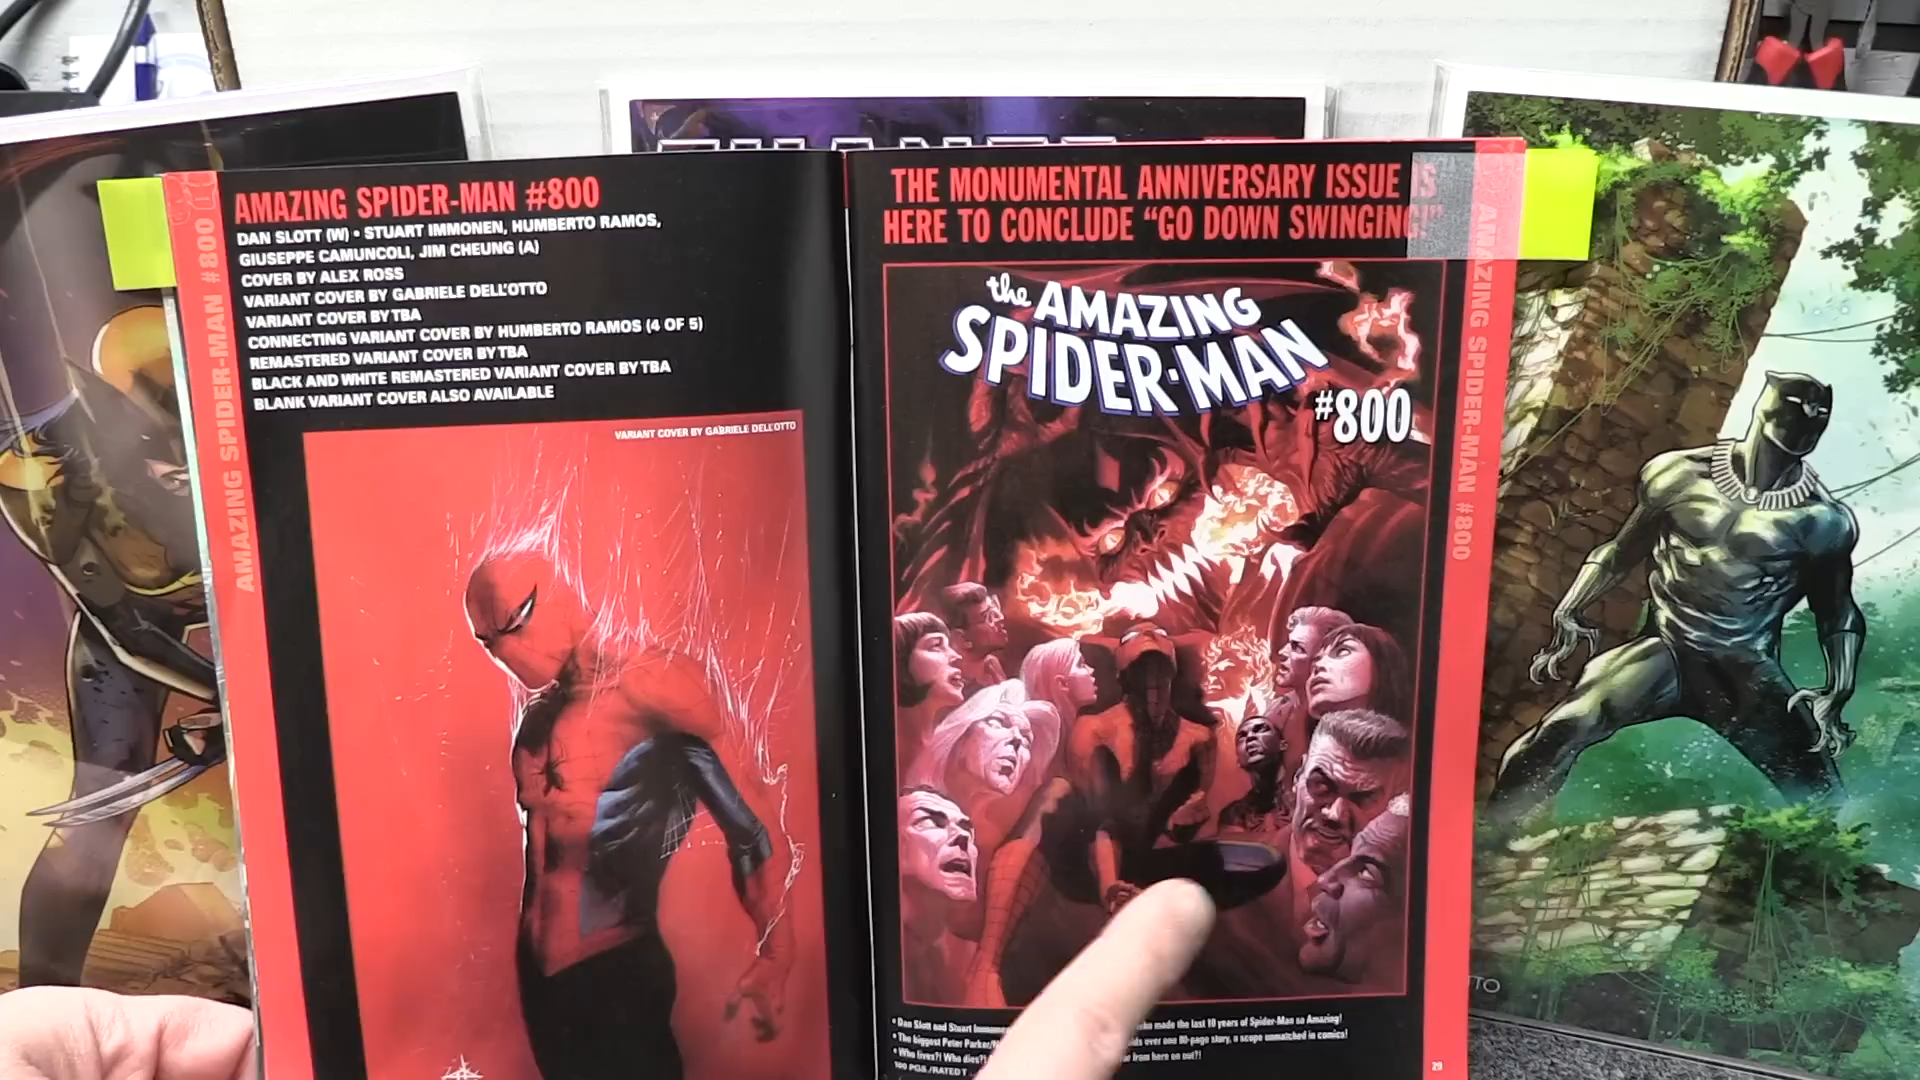 AMAZING SPIDER-MAN #800
DAN SLOTT (W) • STUART IMMONEN, HUMBERTO RAMOS,
GIUSEPPE CAMUNCOLI, JIM CHEUNG (A)
COVER BY ALEX ROSS
VARIANT COVER BY GABRIELE DELL'OTTO
VARIANT COVER BY TBA
CONNECTING VARIANT COVER BY HUMBERTO RAMOS (4 OF 5)
REMASTERED VARIANT COVER BY TBA
BLACK AND WHITE REMASTERED VARIANT COVER BY TBA
BLANK VARIANT COVER ALSO AVAILABLE
VARIANT COVER BY GABRIELE DELL'OTTO
AMAZING SPIDER-MAN #800
THE MONUMENTAL ANNIVERSARY ISSUE IS
HERE TO CONCLUDE "GO DOWN SWINGING!"
the AMAZING
SPIDER-MAN
#800
• Dan Slott and Stuart who made the last 10 years of Spider-Man so Amazing!
• The biggest Peter over one 80-page story, a scope unmatched in comics!
• Who lives?! Who dies?! from here on out?!
100 PGS./RATED T
29
AMAZING SPIDER-MAN #800